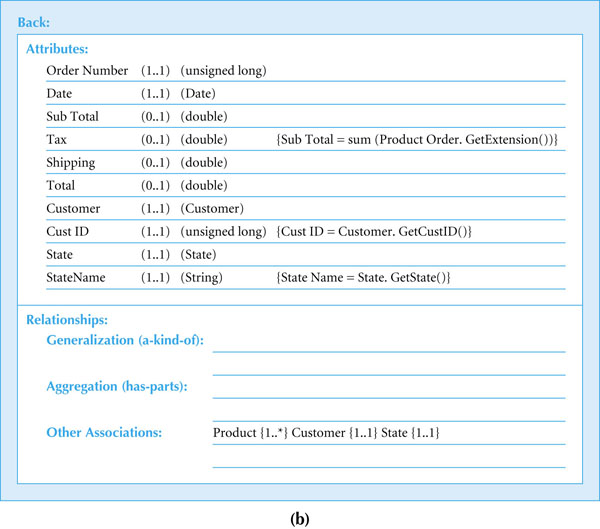 Back:
Attributes:
Order Number (1..1) (unsigned long)
Date (1..1) (Date)
Sub Total (0..1) (double)
Tax (0..1) (double) {Sub Total = sum (Product Order. GetExtension())}
Shipping (0..1) (double)
Total (0..1) (double)
Customer (1..1) (Customer)
Cust ID (1..1) (unsigned long) {Cust ID = Customer. GetCustID()}
State (1..1) (State)
StateName (1..1) (String) {State Name = State. GetState()}
Relationships:
Generalization (a-kind-of):
Aggregation (has-parts):
Other Associations: Product {1..*} Customer {1..1} State {1..1}
(b)